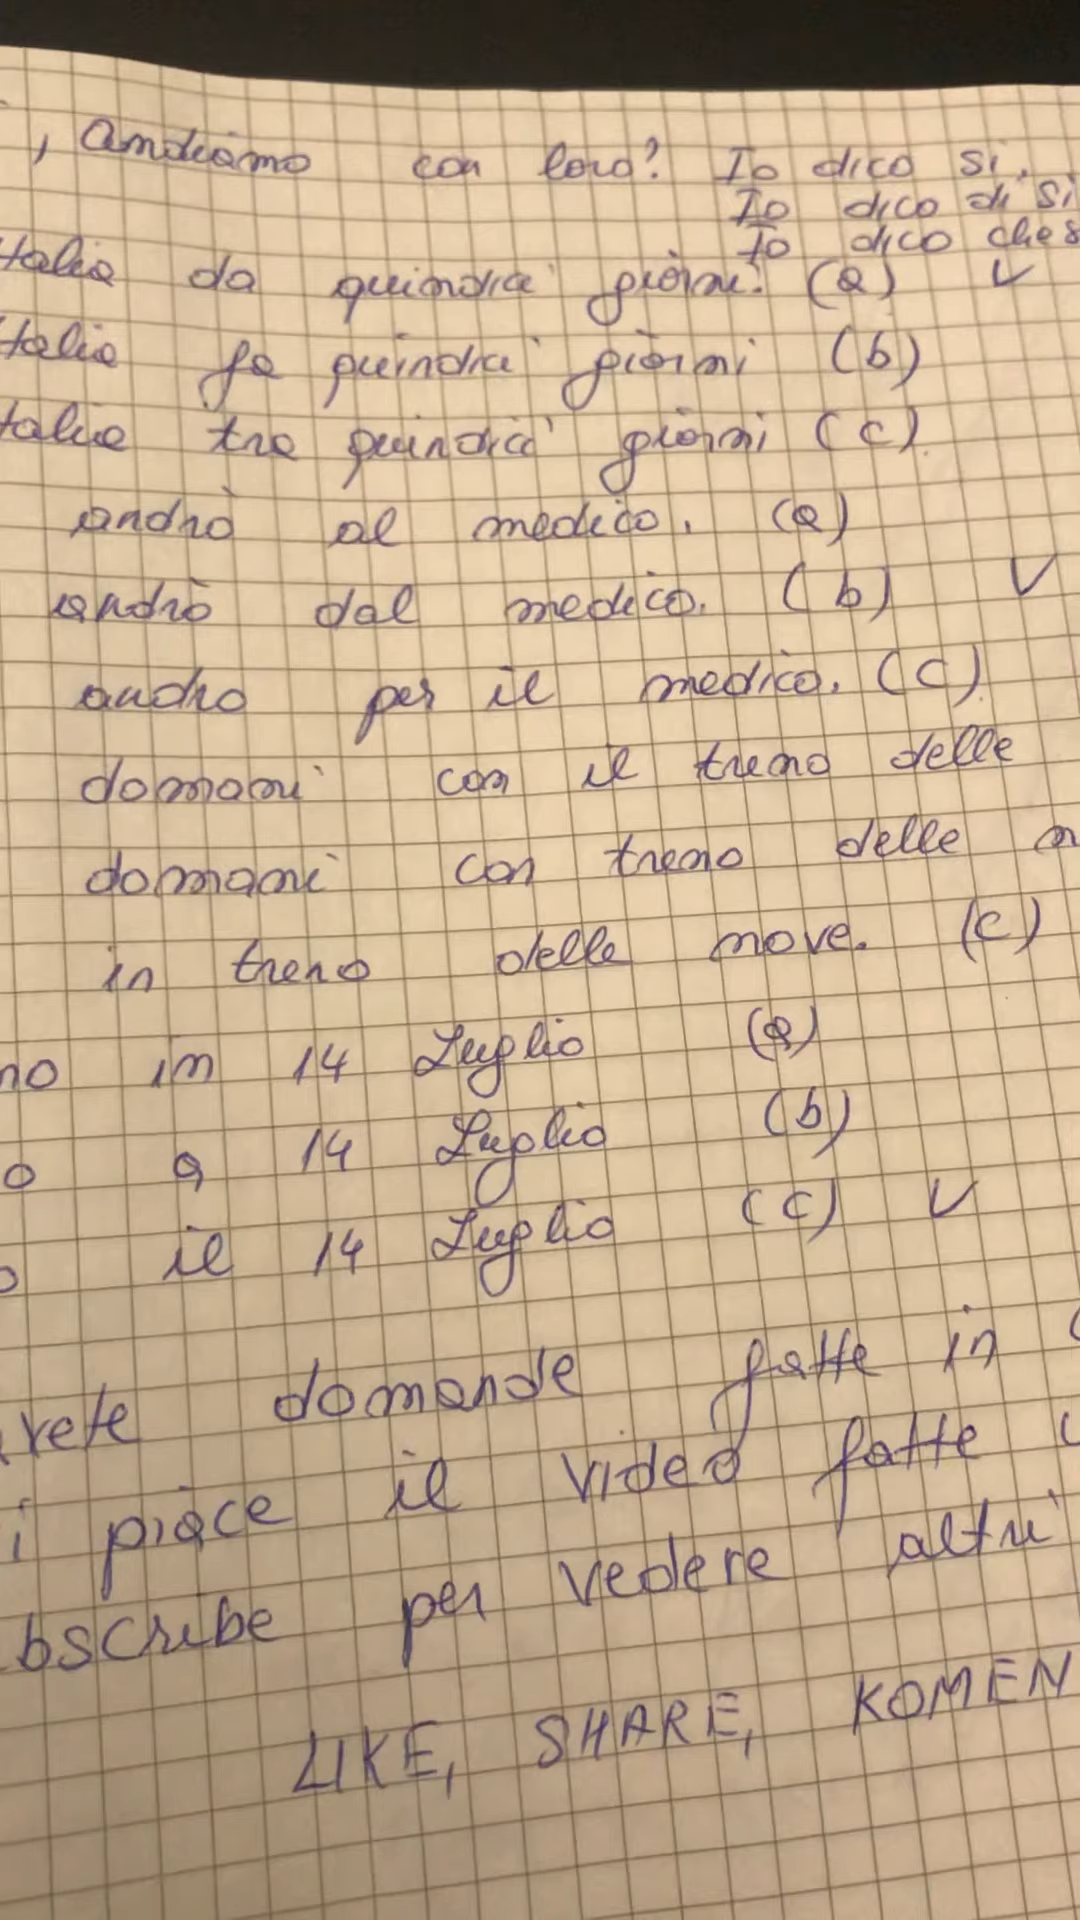 , Andiamo con loro? Io dico si.
Io dico di si
Io dico che s
talia da quindici giorni. (a) V
talia fa quindici giorni (b)
talia tra quindici giorni (c).
andrò al medico. (a)
andrò dal medico. (b) V
andro per il medico. (c).
domani con il treno delle
domani con treno delle n
in treno delle nove. (c)
no in 14 Luglio (a)
o a 14 Luglio (b)
o il 14 Luglio (c) V
vete domande fatte in
i piace il video fatte
bscribe per vedere altri
LIKE, SHARE, KOMEN